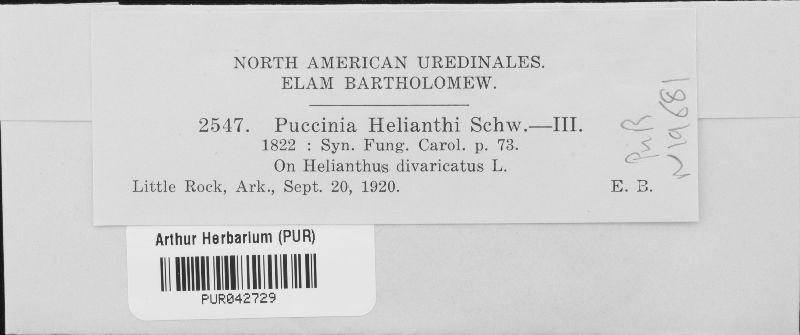 NORTH AMERICAN UREDINALES.
ELAM BARTHOLOMEW.
2547. Puccinia Helianthi Schw.—III.
1822 : Syn. Fung. Carol. p. 73.
On Helianthus divaricatus L.
Little Rock, Ark., Sept. 20, 1920. E. B.
PUR
N19681
Arthur Herbarium (PUR)
PUR042729